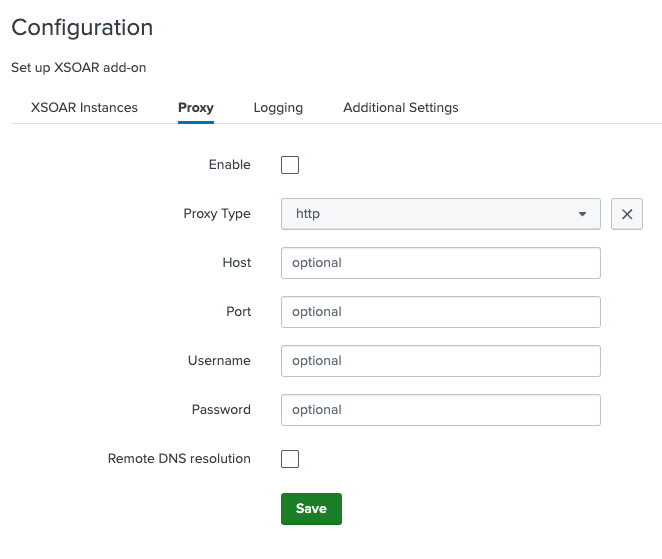 Configuration
Set up XSOAR add-on
XSOAR Instances Proxy Logging Additional Settings
Enable
Proxy Type http
Host optional
Port optional
Username optional
Password optional
Remote DNS resolution
Save